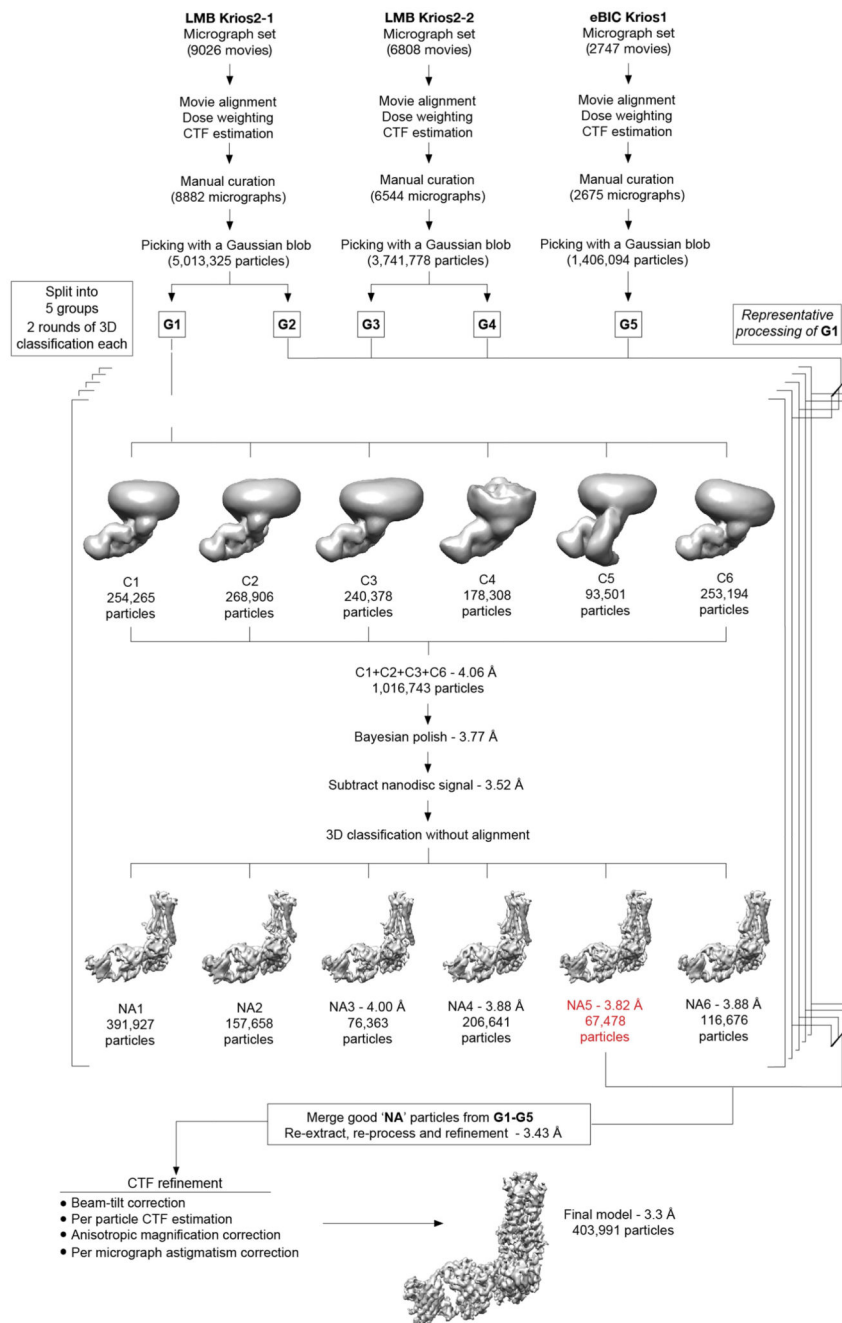 LMB Krios2-1
Micrograph set
(9026 movies)
LMB Krios2-2
Micrograph set
(6808 movies)
eBIC Krios1
Micrograph set
(2747 movies)
Movie alignment
Dose weighting
CTF estimation
Movie alignment
Dose weighting
CTF estimation
Movie alignment
Dose weighting
CTF estimation
Manual curation
(8882 micrographs)
Manual curation
(6544 micrographs)
Manual curation
(2675 micrographs)
Picking with a Gaussian blob
(5,013,325 particles)
Picking with a Gaussian blob
(3,741,778 particles)
Picking with a Gaussian blob
(1,406,094 particles)
Split into
5 groups
2 rounds of 3D
classification each
G1
G2
G3
G4
G5
Representative
processing of G1
C1
254,265
particles
C2
268,906
particles
C3
240,378
particles
C4
178,308
particles
C5
93,501
particles
C6
253,194
particles
C1+C2+C3+C6 - 4.06 Å
1,016,743 particles
Bayesian polish - 3.77 Å
Subtract nanodisc signal - 3.52 Å
3D classification without alignment
NA1
391,927
particles
NA2
157,658
particles
NA3 - 4.00 Å
76,363
particles
NA4 - 3.88 Å
206,641
particles
NA5 - 3.82 Å
67,478
particles
NA6 - 3.88 Å
116,676
particles
Merge good ‘NA’ particles from G1-G5
Re-extract, re-process and refinement - 3.43 Å
CTF refinement
● Beam-tilt correction
● Per particle CTF estimation
● Anisotropic magnification correction
● Per micrograph astigmatism correction
Final model - 3.3 Å
403,991 particles